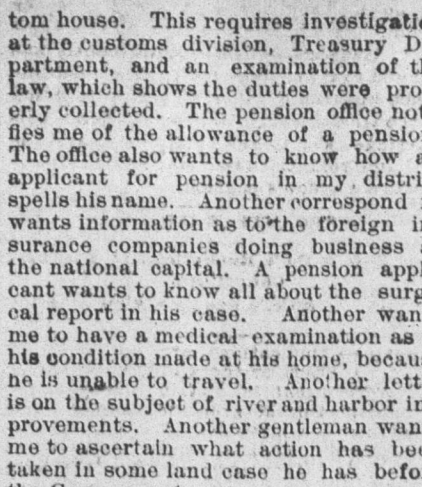 tom house. This requires investigatio
at the customs division, Treasury D
partment, and an examination of th
law, which shows the duties were pro
erly collected. The pension office not
fies me of the allowance of a pension
The office also wants to know how a
applicant for pension in my distri
spells his name. Another correspond
wants information as to the foreign in
surance companies doing business a
the national capital. A pension appl
cant wants to know all about the surg
cal report in his case. Another wan
me to have a medical examination as
his condition made at his home, becau
he is unable to travel. Another lett
is on the subject of river and harbor im
provements. Another gentleman wan
me to ascertain what action has bee
taken in some land case he has befo